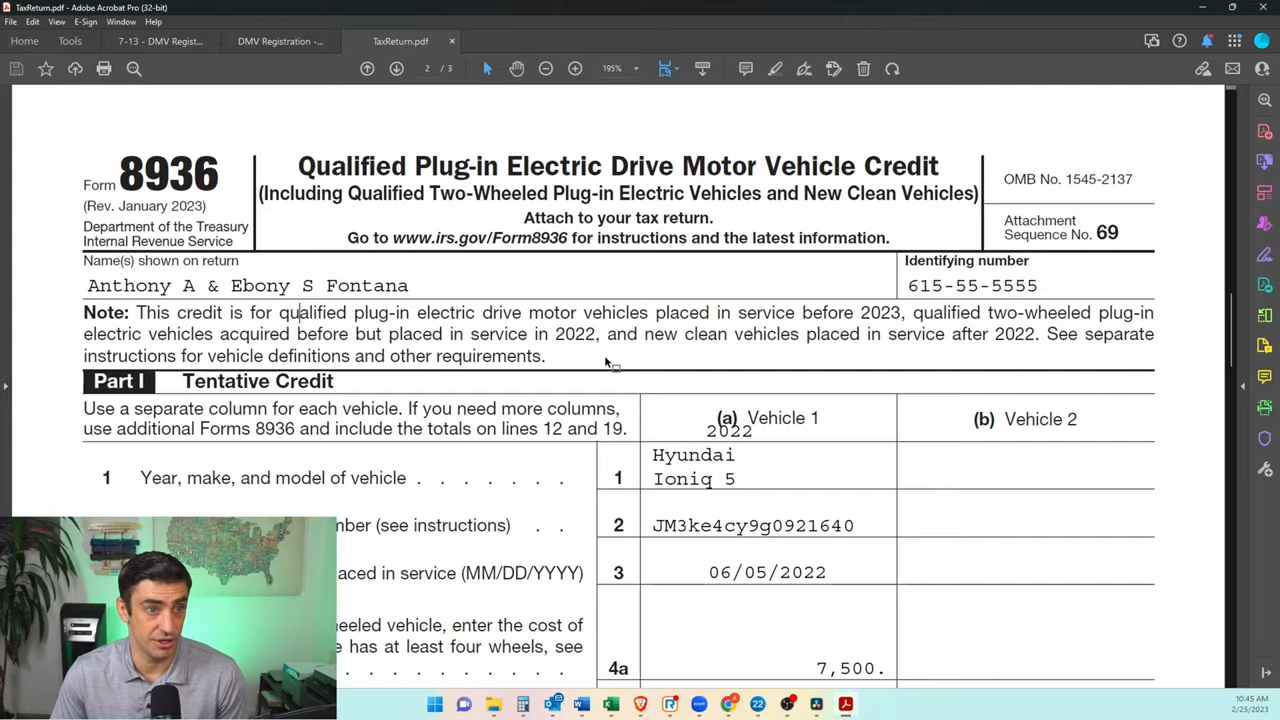 TaxReturn.pdf - Adobe Acrobat Pro (32-bit)
File Edit View E-Sign Window Help
Home Tools 7-13 - DMV Regist... DMV Registration -... TaxReturn.pdf ×
2 / 3 195%
Form 8936
(Rev. January 2023)
Department of the Treasury
Internal Revenue Service
Qualified Plug-in Electric Drive Motor Vehicle Credit
(Including Qualified Two-Wheeled Plug-in Electric Vehicles and New Clean Vehicles)
Attach to your tax return.
Go to www.irs.gov/Form8936 for instructions and the latest information.
OMB No. 1545-2137
Attachment
Sequence No. 69
Name(s) shown on return
Identifying number
Anthony A & Ebony S Fontana
615-55-5555
Note: This credit is for qualified plug-in electric drive motor vehicles placed in service before 2023, qualified two-wheeled plug-in
electric vehicles acquired before but placed in service in 2022, and new clean vehicles placed in service after 2022. See separate
instructions for vehicle definitions and other requirements.
Part I Tentative Credit
Use a separate column for each vehicle. If you need more columns,
use additional Forms 8936 and include the totals on lines 12 and 19.
(a) Vehicle 1
(b) Vehicle 2
2022
Hyundai
1 Year, make, and model of vehicle . . . . . . . 1 Ioniq 5
mber (see instructions) . . 2 JM3ke4cy9g0921640
aced in service (MM/DD/YYYY) 3 06/05/2022
heeled vehicle, enter the cost of
e has at least four wheels, see
. . . . . . . . . . 4a 7,500.
22
10:45 AM
2/25/2023